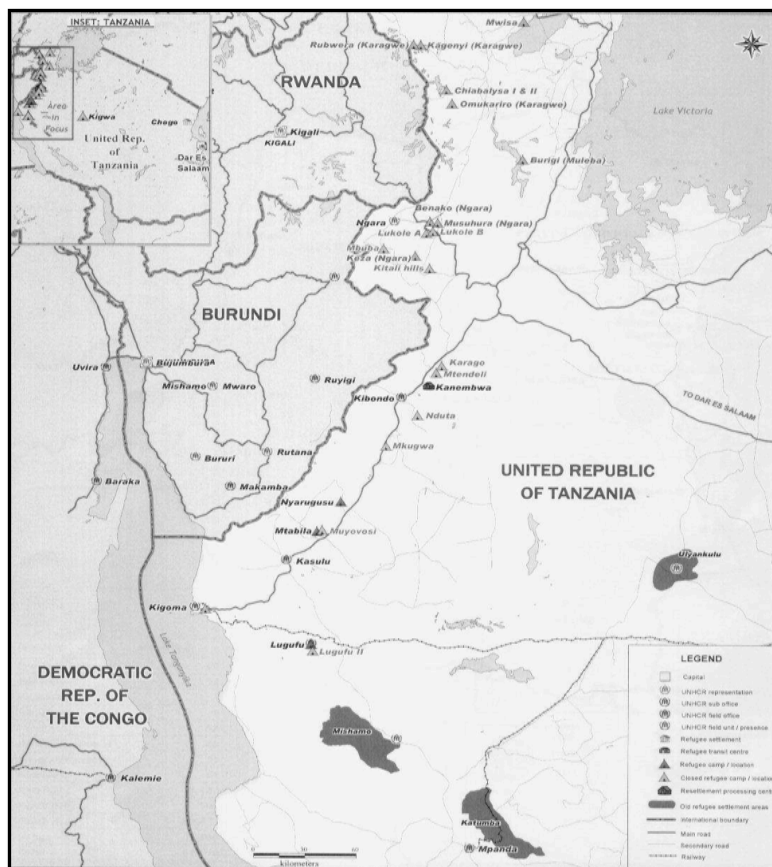 INSET: TANZANIA
Area
in
Focus
Kigwa
Chogo
United Rep.
of
Tanzania
Dar Es
Salaam
Mwisa
Rubwera (Karagwe)
Kagenyi (Karagwe)
RWANDA
Chiabalysa I & II
Omukariro (Karagwe)
Lake Victoria
Kigali
KIGALI
Burigi (Muleba)
Benako (Ngara)
Ngara
Musuhura (Ngara)
Lukole A
Lukole B
Mbuba
Keza (Ngara)
Kitali hills
BURUNDI
Uvira
Bujumbura
Karago
Mtendeli
Mishamo
Mwaro
Ruyigi
Kanembwa
Kibondo
TO DAR ES SALAAM
Nduta
2
Mkugwa
Bururi
Rutana
UNITED REPUBLIC
OF TANZANIA
Baraka
Makamba
Nyarugusu
Mtabila
Muyovosi
Kasulu
Ulyankulu
Kigoma
Lake Tanganyika
Lugufu
Lugufu II
DEMOCRATIC
REP. OF
THE CONGO
Mishamo
Kalemie
Katumba
Mpanda
kilometers
LEGEND
Capital
UNHCR representation
UNHCR sub office
UNHCR field office
UNHCR field unit / presence
Refugee settlement
Refugee transit centre
Refugee camp / location
Closed refugee camp / location
Resettlement processing cent
Old refugee settlement areas
International boundary
Main road
Secondary road
Railway